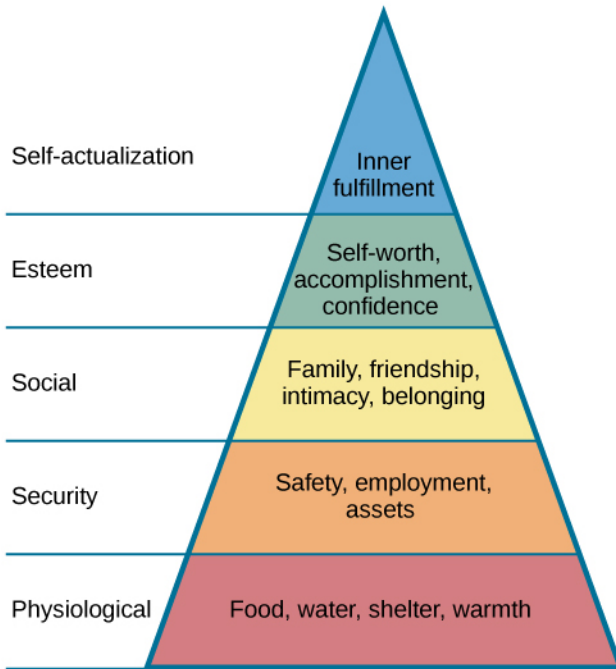 Self-actualization
Inner
fulfillment
Esteem
Self-worth,
accomplishment,
confidence
Social
Family, friendship,
intimacy, belonging
Security
Safety, employment,
assets
Physiological
Food, water, shelter, warmth